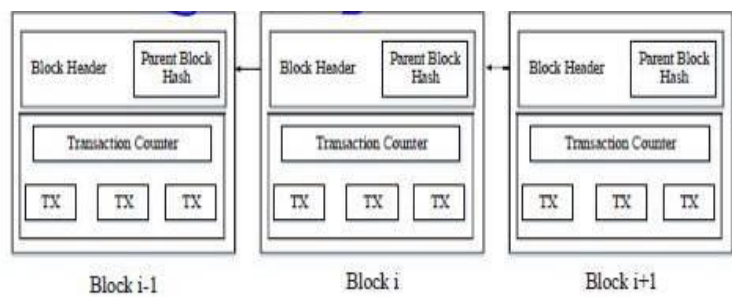 Block Header
Parent Block
Hash
Transaction Counter
TX TX TX
Block i-1
Block Header
Parent Block
Hash
Transaction Counter
TX TX TX
Block i
Block Header
Parent Block
Hash
Transaction Counter
TX TX TX
Block i+1